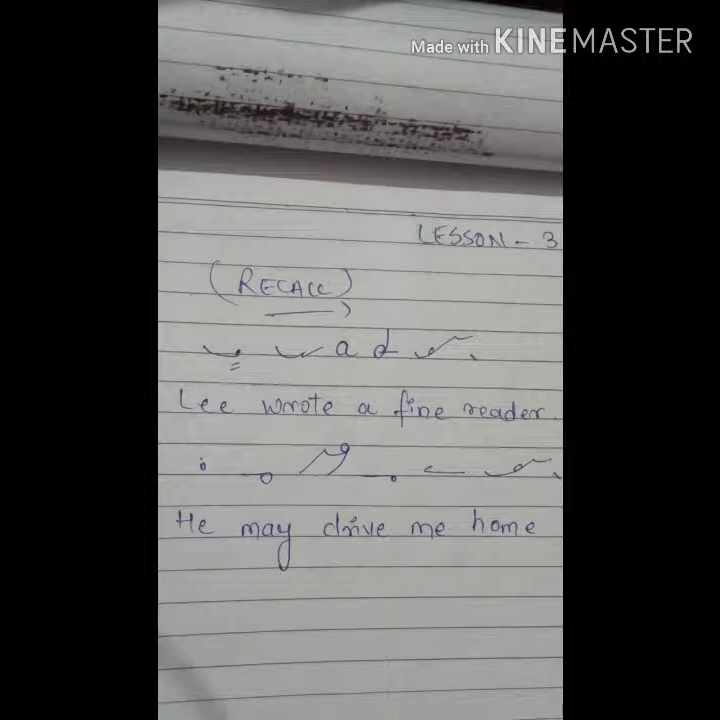 Made with KINEMASTER
LESSON - 3
(RECALL)
a
Lee wrote a fine reader.
He may drive me home